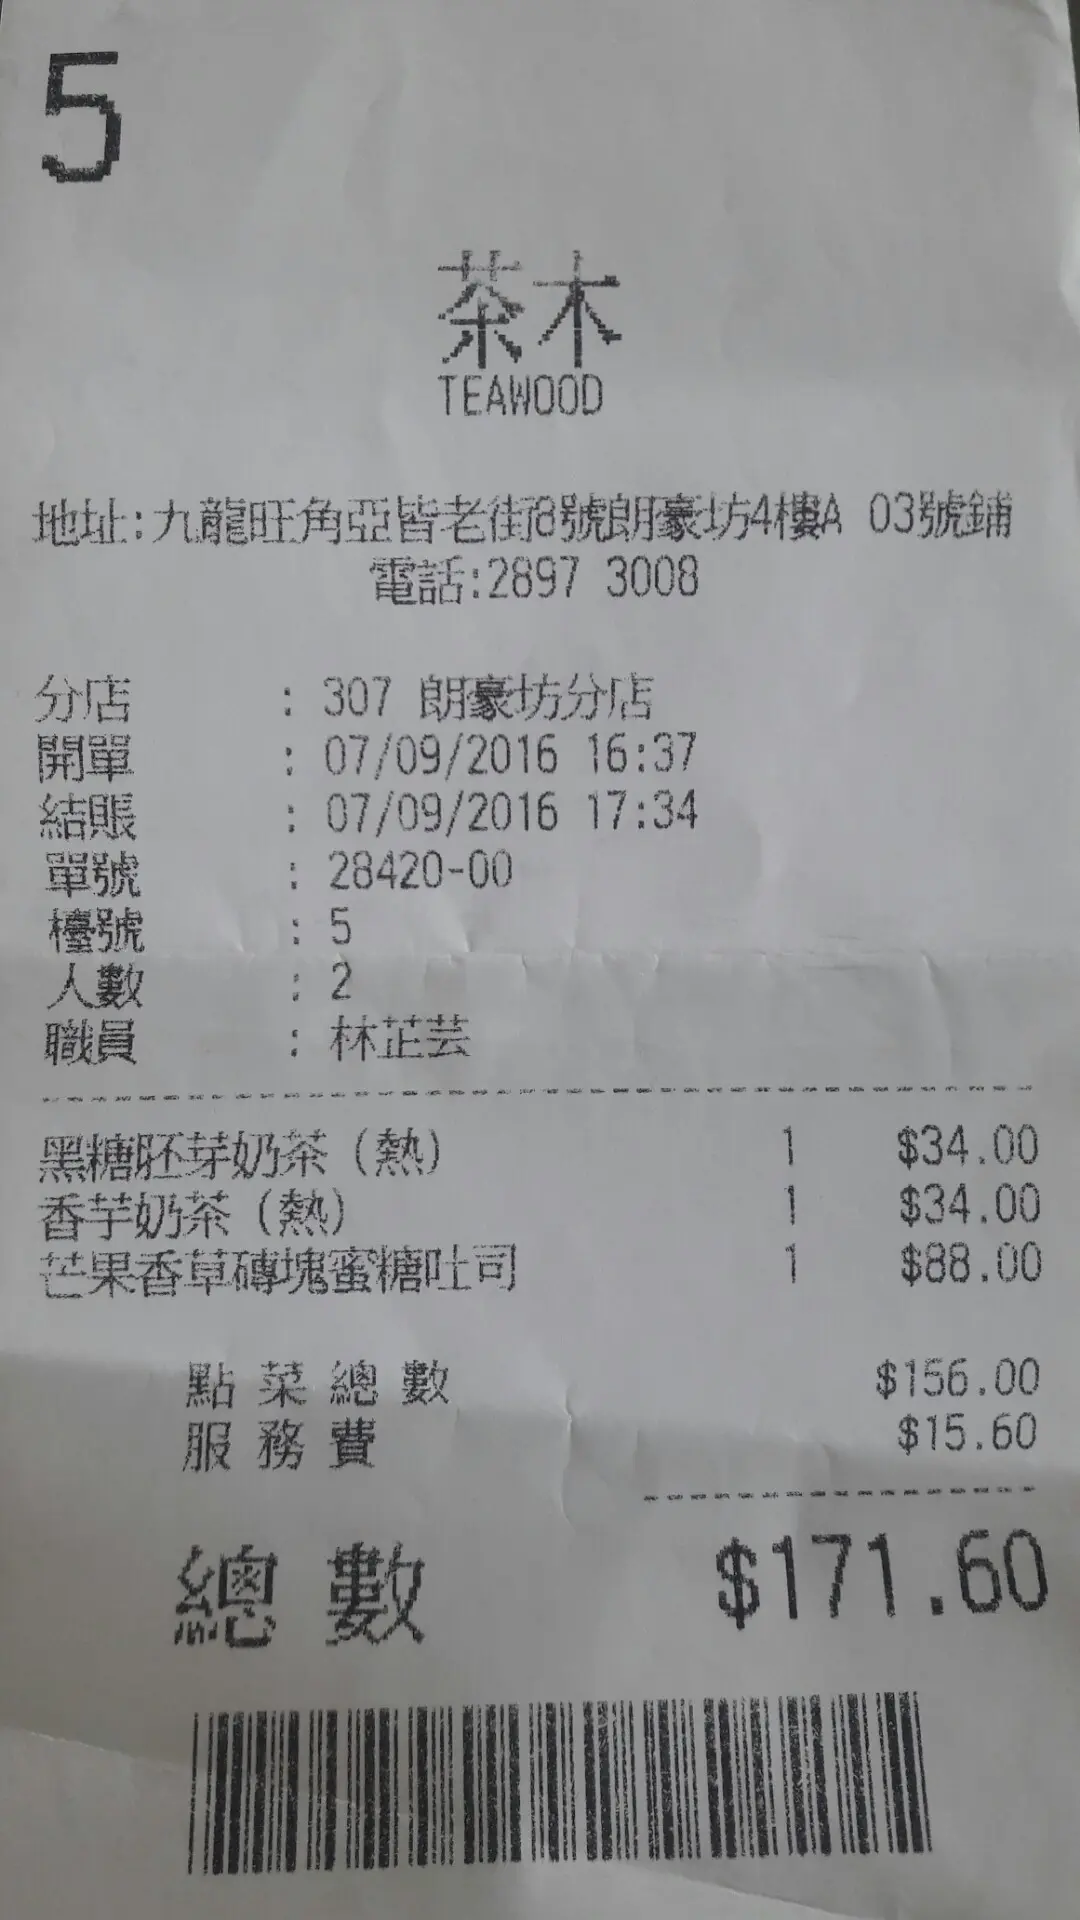 5
茶木
TEAWOOD
地址:九龍旺角亞皆老街8號朗豪坊4樓A 03號鋪
電話:2897 3008
分店 : 307 朗豪坊分店
開單 : 07/09/2016 16:37
結賬 : 07/09/2016 17:34
單號 : 28420-00
檯號 : 5
人數 : 2
職員 : 林芷芸
黑糖胚芽奶茶(熱) 1 $34.00
香芋奶茶(熱) 1 $34.00
芒果香草磚塊蜜糖吐司 1 $88.00
點菜總數 $156.00
服務費 $15.60
總數 $171.60